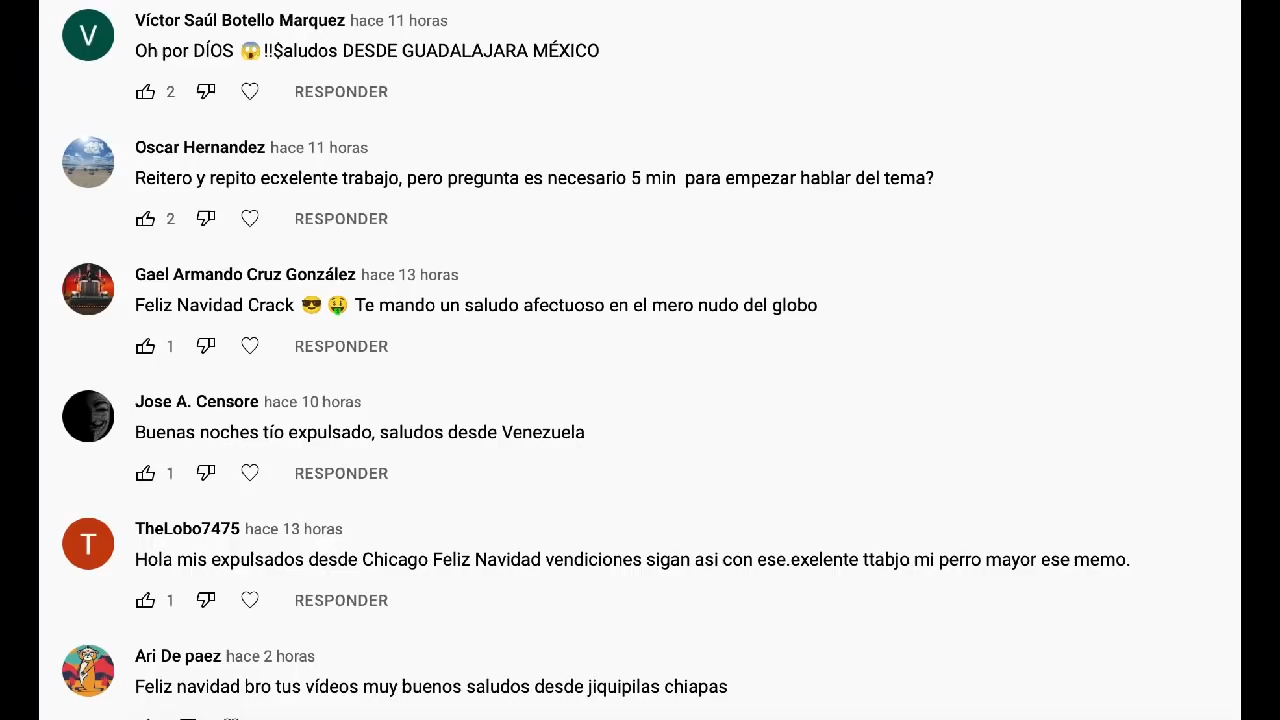 V
Víctor Saúl Botello Marquez hace 11 horas
Oh por DÍOS 😱!!$aludos DESDE GUADALAJARA MÉXICO
2 RESPONDER
Oscar Hernandez hace 11 horas
Reitero y repito ecxelente trabajo, pero pregunta es necesario 5 min para empezar hablar del tema?
2 RESPONDER
Gael Armando Cruz González hace 13 horas
Feliz Navidad Crack 😎 🤑 Te mando un saludo afectuoso en el mero nudo del globo
1 RESPONDER
Jose A. Censore hace 10 horas
Buenas noches tío expulsado, saludos desde Venezuela
1 RESPONDER
T
TheLobo7475 hace 13 horas
Hola mis expulsados desde Chicago Feliz Navidad vendiciones sigan asi con ese.exelente ttabjo mi perro mayor ese memo.
1 RESPONDER
Ari De paez hace 2 horas
Feliz navidad bro tus vídeos muy buenos saludos desde jiquipilas chiapas